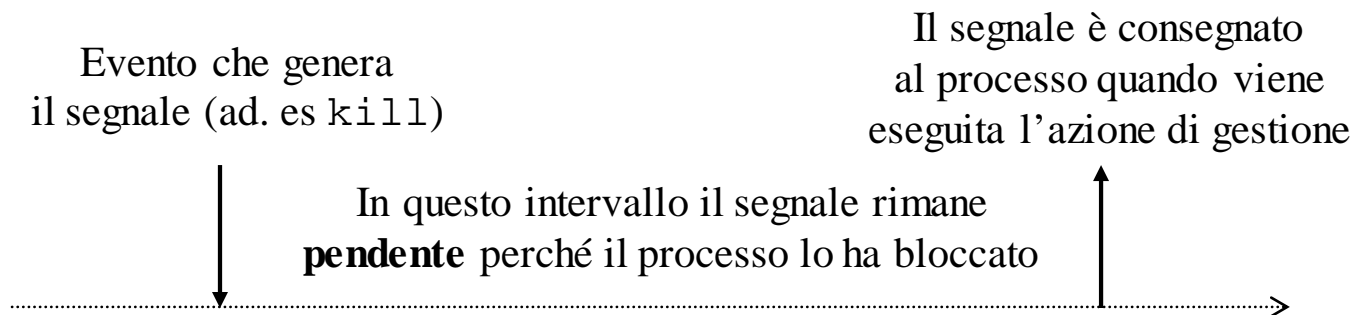 Evento che genera
il segnale (ad. es kill)
Il segnale è consegnato
al processo quando viene
eseguita l’azione di gestione
In questo intervallo il segnale rimane
pendente perché il processo lo ha bloccato